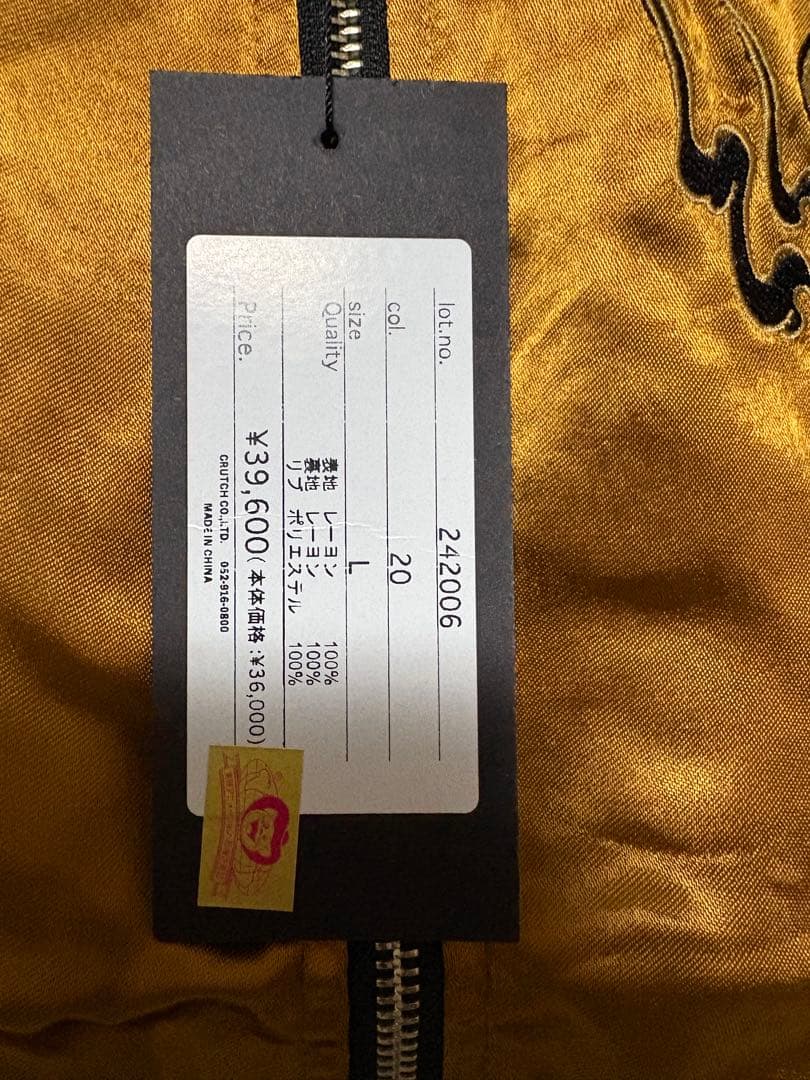 lot.no. 242006
col. 20
size L
Quality 表地 レーヨン 100%
裏地 レーヨン 100%
リブ ポリエステル 100%
Price. ¥39,600(本体価格:¥36,000)
CRUTCH CO.,LTD. 052-916-0800
MADE IN CHINA